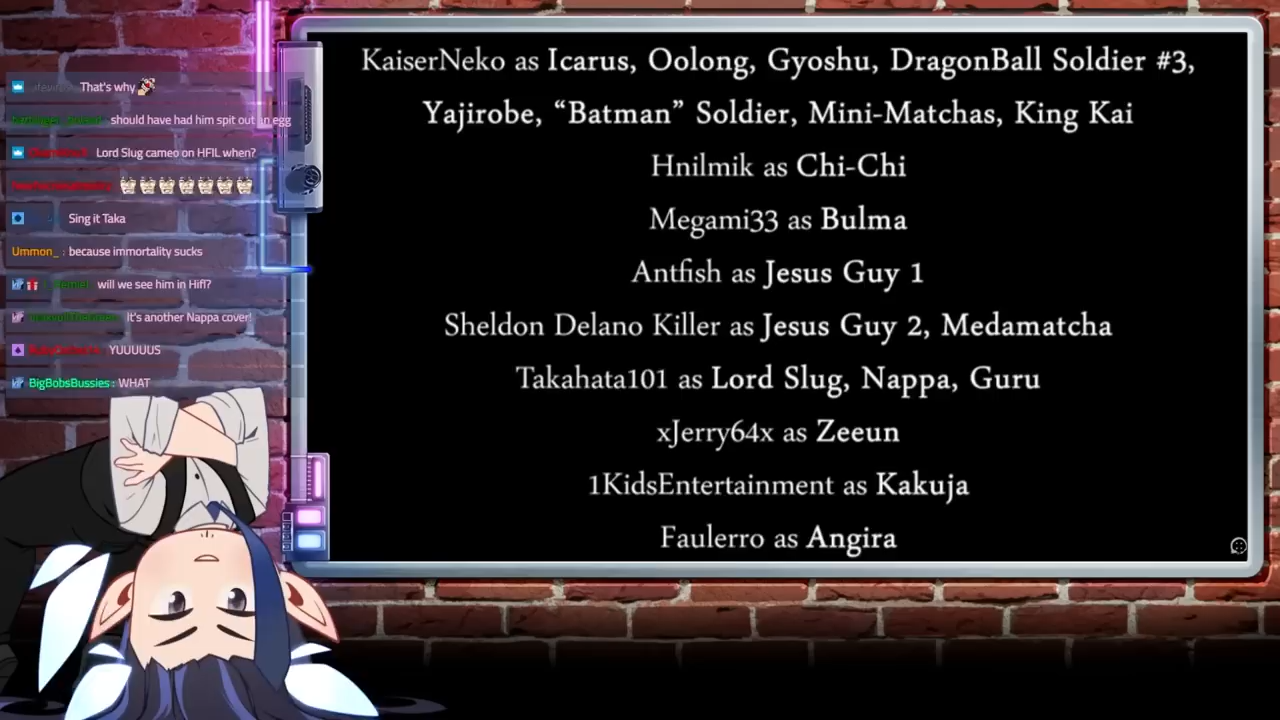 That's why
should have had him spit out an egg
Lord Slug cameo on HFIL when?
Sing it Taka
Ummon_ : because immortality sucks
will we see him in Hifl?
It's another Nappa cover!
YUUUUS
BigBobsBussies : WHAT
KaiserNeko as Icarus, Oolong, Gyoshu, DragonBall Soldier #3,
Yajirobe, “Batman” Soldier, Mini-Matchas, King Kai
Hnilmik as Chi-Chi
Megami33 as Bulma
Antfish as Jesus Guy 1
Sheldon Delano Killer as Jesus Guy 2, Medamatcha
Takahata101 as Lord Slug, Nappa, Guru
xJerry64x as Zeeun
1KidsEntertainment as Kakuja
Faulerro as Angira